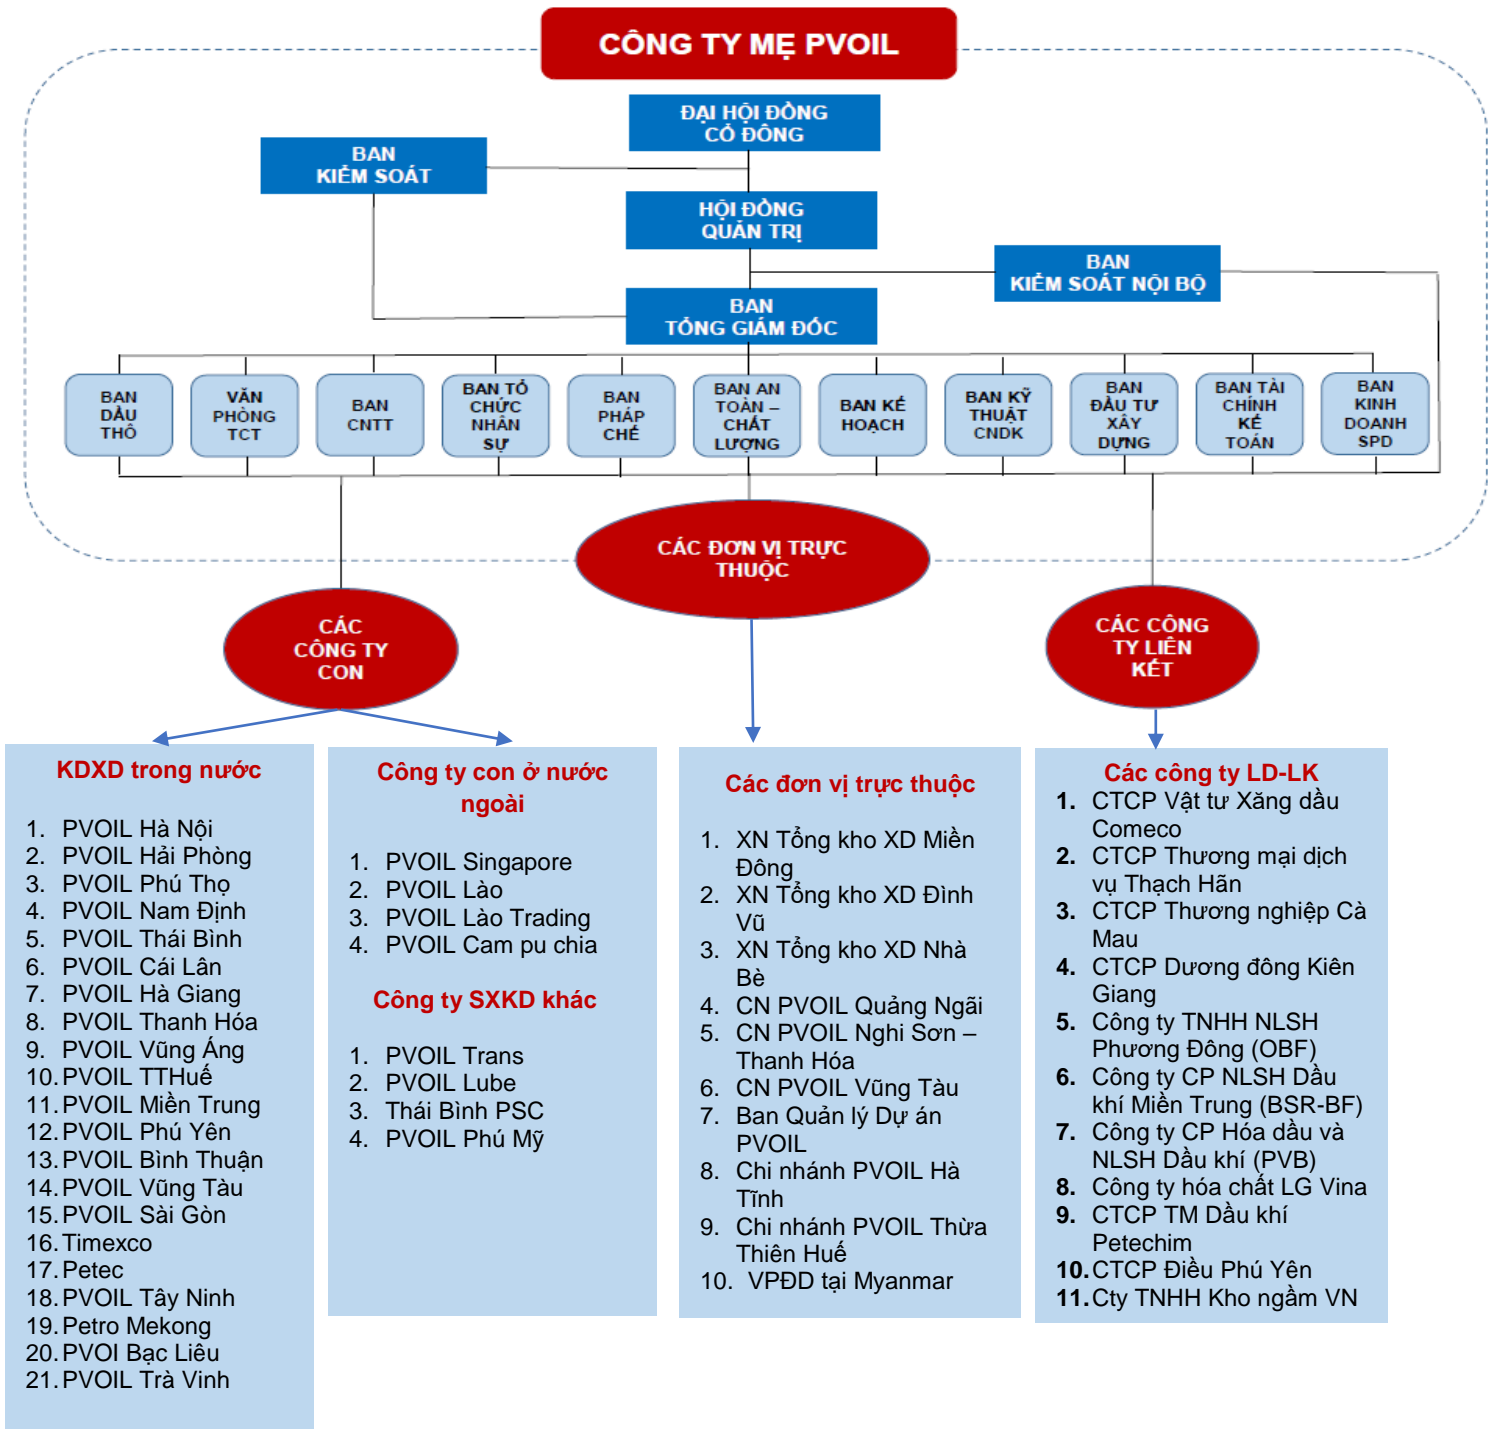 CÔNG TY MẸ PVOIL
ĐẠI HỘI ĐỒNG
CỔ ĐÔNG
BAN
KIỂM SOÁT
HỘI ĐỒNG
QUẢN TRỊ
BAN
KIỂM SOÁT NỘI BỘ
BAN
TỔNG GIÁM ĐỐC
BAN
DẦU
THÔ
VĂN
PHÒNG
TCT
BAN
CNTT
BAN TỔ
CHỨC
NHÂN
SỰ
BAN
PHÁP
CHẾ
BAN AN
TOÀN –
CHẤT
LƯỢNG
BAN KẾ
HOẠCH
BAN KỸ
THUẬT
CNDK
BAN
ĐẦU TƯ
XÂY
DỰNG
BAN TÀI
CHÍNH
KẾ
TOÁN
BAN
KINH
DOANH
SPD
CÁC ĐƠN VỊ TRỰC
THUỘC
CÁC
CÔNG TY
CON
CÁC CÔNG
TY LIÊN
KẾT
KDXD trong nước
1. PVOIL Hà Nội
2. PVOIL Hải Phòng
3. PVOIL Phú Thọ
4. PVOIL Nam Định
5. PVOIL Thái Bình
6. PVOIL Cái Lân
7. PVOIL Hà Giang
8. PVOIL Thanh Hóa
9. PVOIL Vũng Áng
10. PVOIL TTHuế
11. PVOIL Miền Trung
12. PVOIL Phú Yên
13. PVOIL Bình Thuận
14. PVOIL Vũng Tàu
15. PVOIL Sài Gòn
16. Timexco
17. Petec
18. PVOIL Tây Ninh
19. Petro Mekong
20. PVOI Bạc Liêu
21. PVOIL Trà Vinh
Công ty con ở nước
ngoài
1. PVOIL Singapore
2. PVOIL Lào
3. PVOIL Lào Trading
4. PVOIL Cam pu chia
Công ty SXKD khác
1. PVOIL Trans
2. PVOIL Lube
3. Thái Bình PSC
4. PVOIL Phú Mỹ
Các đơn vị trực thuộc
1. XN Tổng kho XD Miền
Đông
2. XN Tổng kho XD Đình
Vũ
3. XN Tổng kho XD Nhà
Bè
4. CN PVOIL Quảng Ngãi
5. CN PVOIL Nghi Sơn –
Thanh Hóa
6. CN PVOIL Vũng Tàu
7. Ban Quản lý Dự án
PVOIL
8. Chi nhánh PVOIL Hà
Tĩnh
9. Chi nhánh PVOIL Thừa
Thiên Huế
10. VPĐD tại Myanmar
Các công ty LD-LK
1. CTCP Vật tư Xăng dầu
Comeco
2. CTCP Thương mại dịch
vụ Thạch Hãn
3. CTCP Thương nghiệp Cà
Mau
4. CTCP Dương đông Kiên
Giang
5. Công ty TNHH NLSH
Phương Đông (OBF)
6. Công ty CP NLSH Dầu
khí Miền Trung (BSR-BF)
7. Công ty CP Hóa dầu và
NLSH Dầu khí (PVB)
8. Công ty hóa chất LG Vina
9. CTCP TM Dầu khí
Petechim
10. CTCP Điều Phú Yên
11. Cty TNHH Kho ngầm VN